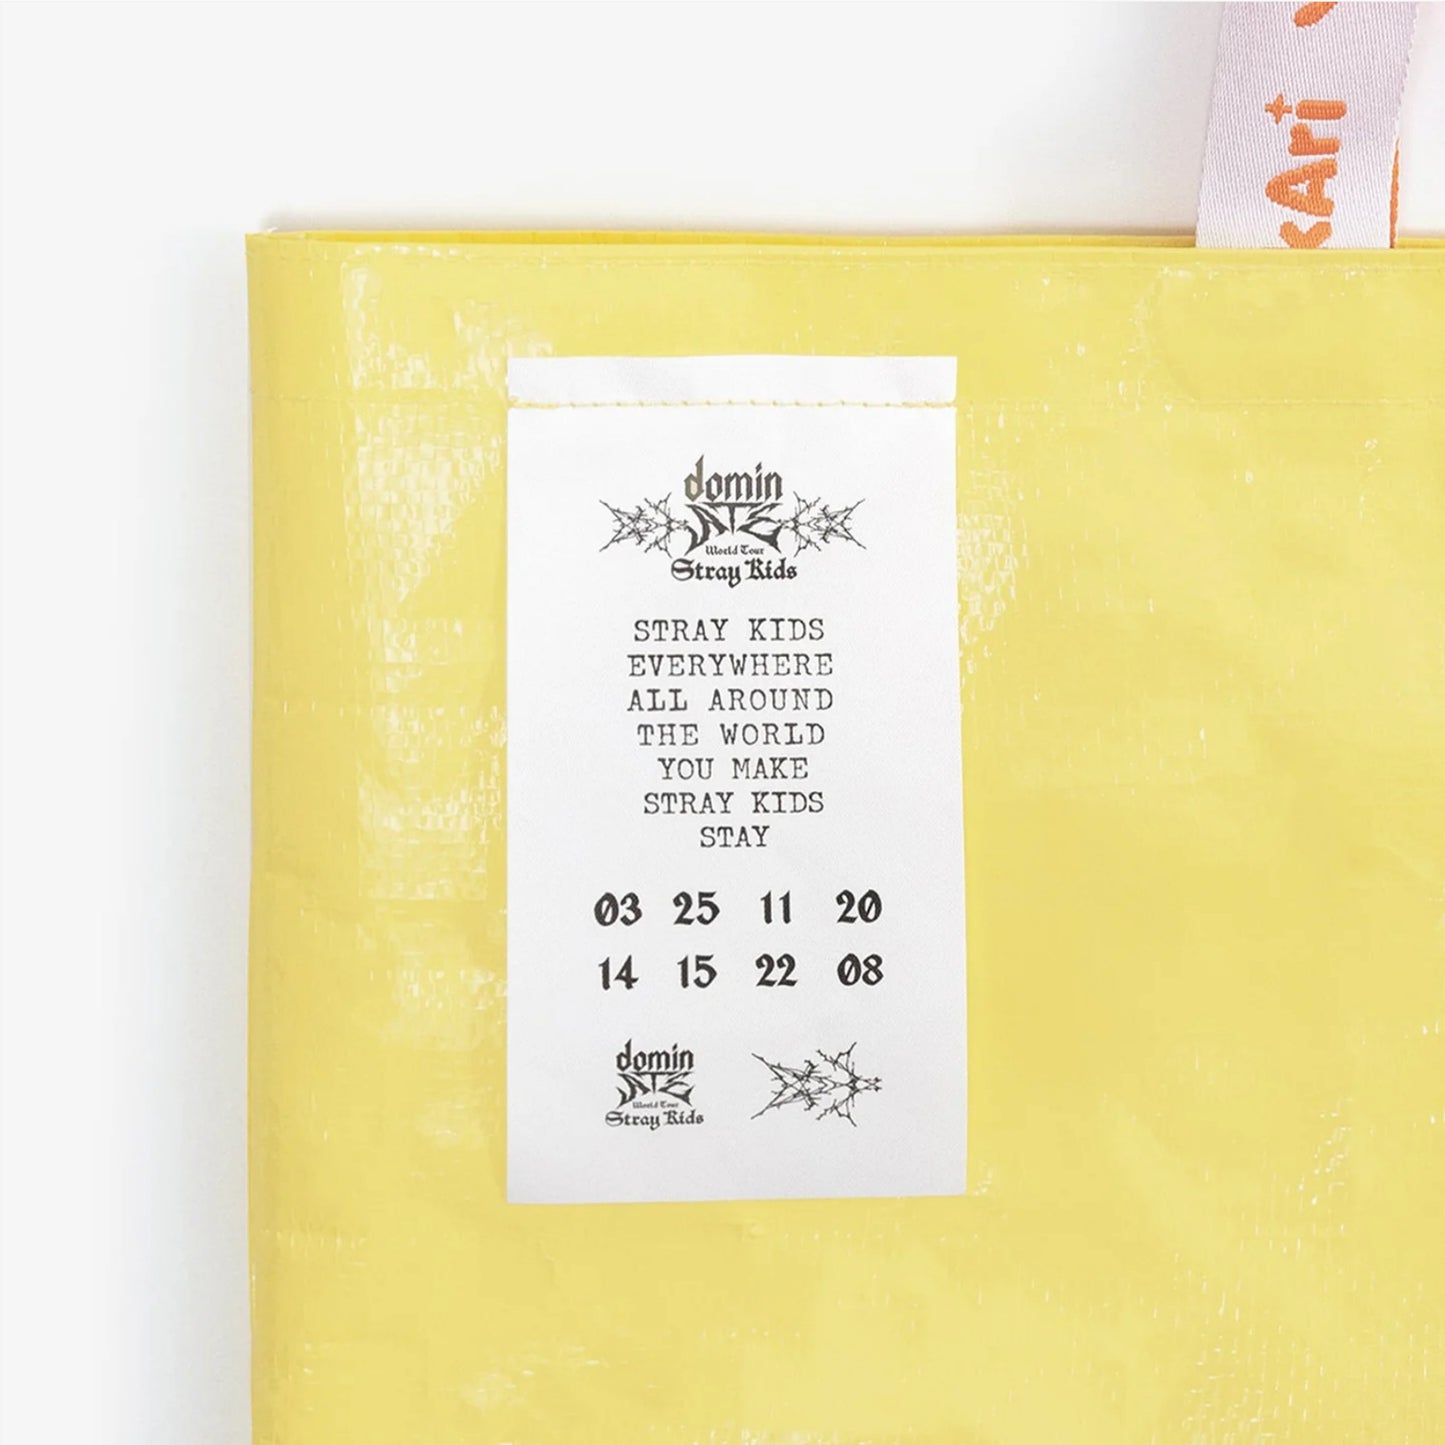 kAri
domin
ATE
World Tour
Stray Kids
STRAY KIDS
EVERYWHERE
ALL AROUND
THE WORLD
YOU MAKE
STRAY KIDS
STAY
03 25 11 20
14 15 22 08
domin
ATE
World Tour
Stray Kids